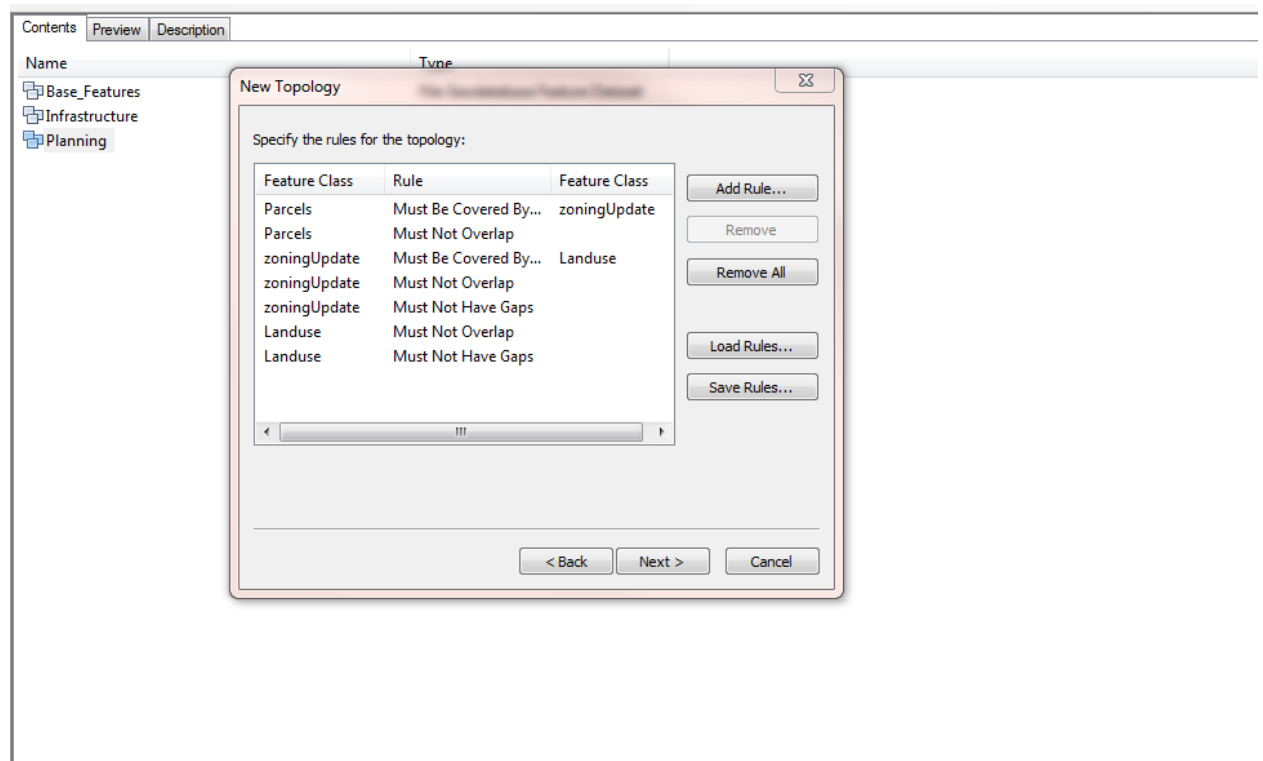 Contents Preview Description
Name Type
Base_Features
Infrastructure
Planning
New Topology
Specify the rules for the topology:
Feature Class Rule Feature Class
Parcels Must Be Covered By... zoningUpdate
Parcels Must Not Overlap
zoningUpdate Must Be Covered By... Landuse
zoningUpdate Must Not Overlap
zoningUpdate Must Not Have Gaps
Landuse Must Not Overlap
Landuse Must Not Have Gaps
Add Rule...
Remove
Remove All
Load Rules...
Save Rules...
< Back Next > Cancel